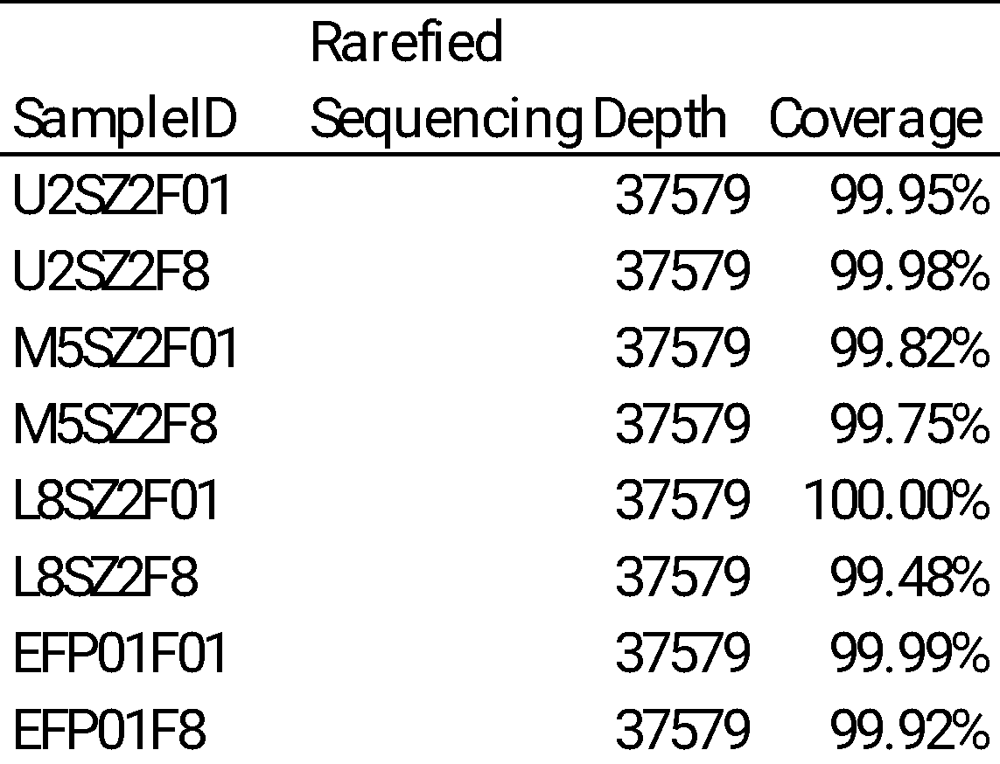 Rarefied
SampleID Sequencing Depth Coverage
U2SZ2F01 37579 99.95%
U2SZ2F8 37579 99.98%
M5SZ2F01 37579 99.82%
M5SZ2F8 37579 99.75%
L8SZ2F01 37579 100.00%
L8SZ2F8 37579 99.48%
EFP01F01 37579 99.99%
EFP01F8 37579 99.92%